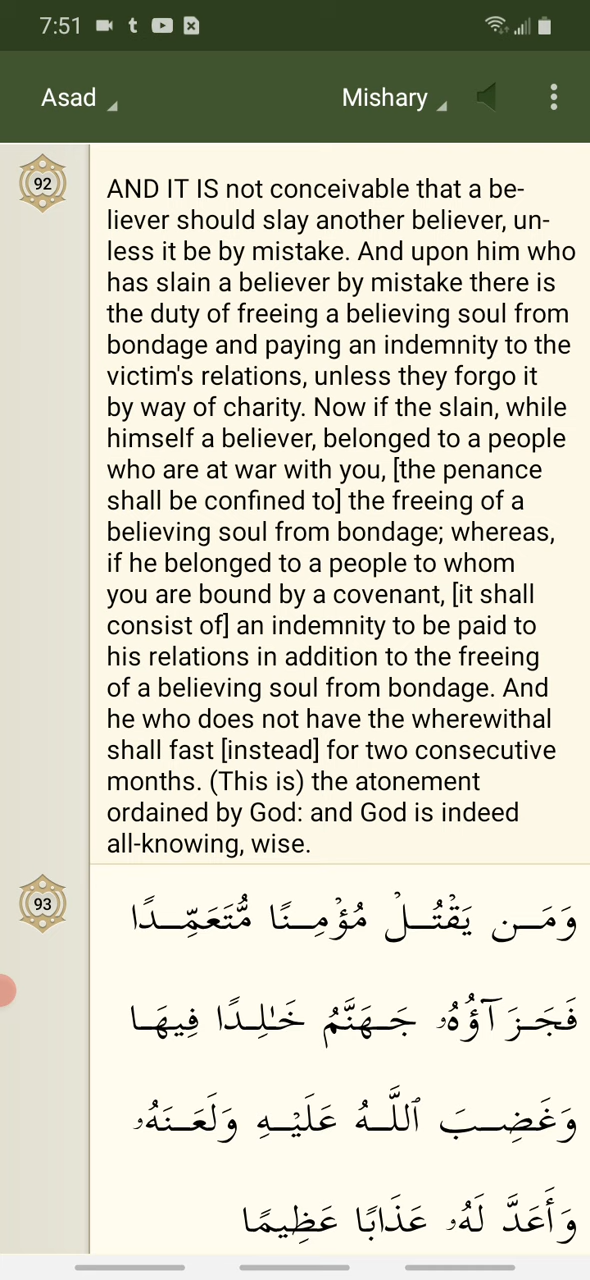 7:51
Asad
Mishary
92
AND IT IS not conceivable that a be-
liever should slay another believer, un-
less it be by mistake. And upon him who
has slain a believer by mistake there is
the duty of freeing a believing soul from
bondage and paying an indemnity to the
victim's relations, unless they forgo it
by way of charity. Now if the slain, while
himself a believer, belonged to a people
who are at war with you, [the penance
shall be confined to] the freeing of a
believing soul from bondage; whereas,
if he belonged to a people to whom
you are bound by a covenant, [it shall
consist of] an indemnity to be paid to
his relations in addition to the freeing
of a believing soul from bondage. And
he who does not have the wherewithal
shall fast [instead] for two consecutive
months. (This is) the atonement
ordained by God: and God is indeed
all-knowing, wise.
93
وَمَن يَقْتُلْ مُؤْمِنًا مُّتَعَمِّدًا
فَجَزَآؤُهُۥ جَهَنَّمُ خَٰلِدًا فِيهَا
وَغَضِبَ ٱللَّهُ عَلَيْهِ وَلَعَنَهُۥ
وَأَعَدَّ لَهُۥ عَذَابًا عَظِيمًا